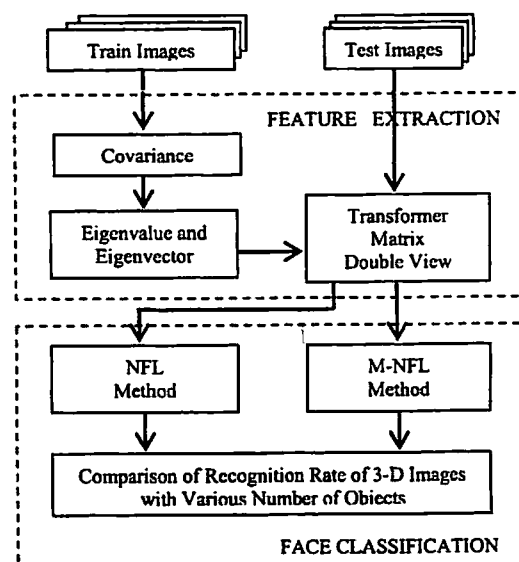 Train Images
Test Images
FEATURE EXTRACTION
Covariance
Eigenvalue and
Eigenvector
Transformer
Matrix
Double View
NFL
Method
M-NFL
Method
Comparison of Recognition Rate of 3-D Images
with Various Number of Objects
FACE CLASSIFICATION